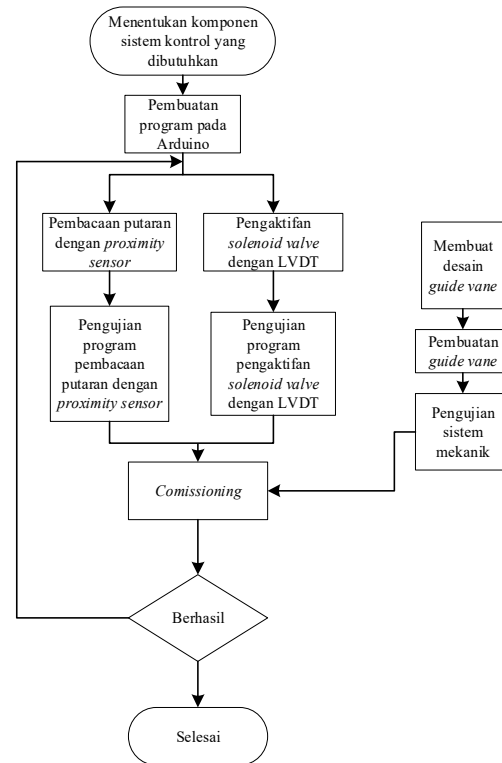 Menentukan komponen
sistem kontrol yang
dibutuhkan
Pembuatan
program pada
Arduino
Pembacaan putaran
dengan proximity
sensor
Pengaktifan
solenoid valve
dengan LVDT
Membuat
desain
guide vane
Pengujian
program
pembacaan
putaran dengan
proximity sensor
Pengujian
program
pengaktifan
solenoid valve
dengan LVDT
Pembuatan
guide vane
Pengujian
sistem
mekanik
Comissioning
Berhasil
Selesai